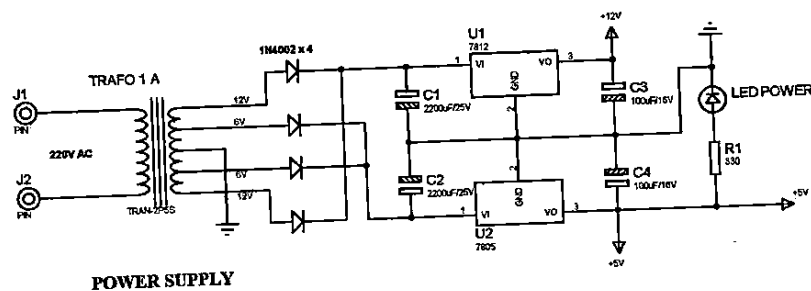 +12V
1N4002 x 4
U1
7812
TRAFO 1 A
1
VI
VO
3
GND
2
J1
PIN
12V
C1
2200uF/25V
C3
100uF/16V
LED POWER
6V
220V AC
J2
PIN
6V
12V
TRAN-2P5S
C2
2200uF/25V
2
GND
C4
100uF/16V
R1
330
1
VI
VO
3
U2
7805
+5V
+5V
POWER SUPPLY